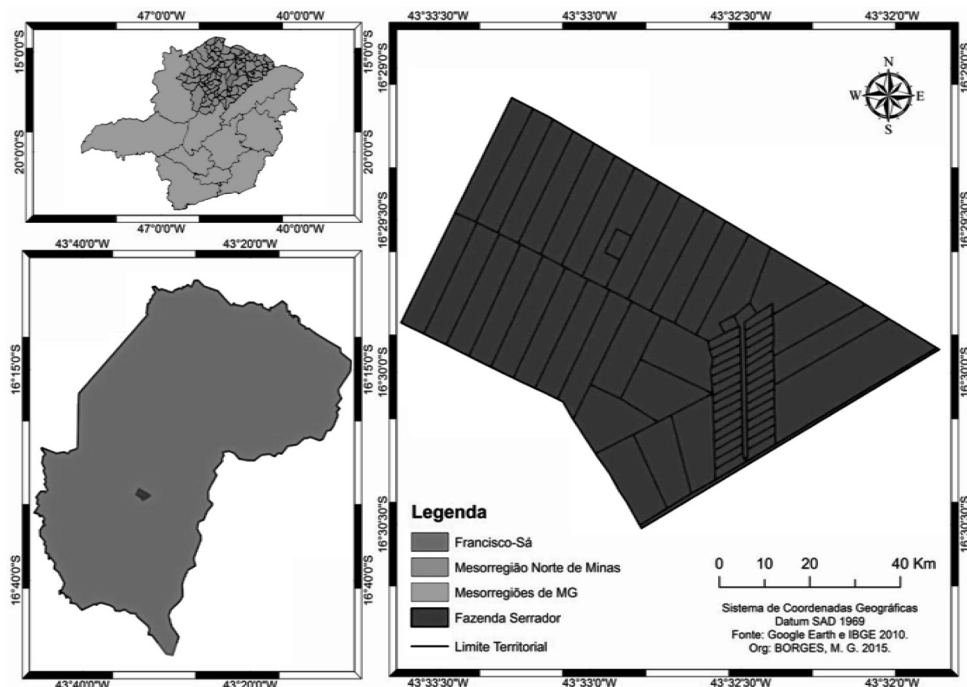 47°0'0"W 40°0'0"W
15°0'0"S 15°0'0"S
20°0'0"S 20°0'0"S
47°0'0"W 40°0'0"W
43°40'0"W 43°20'0"W
16°15'0"S 16°15'0"S
16°40'0"S 16°40'0"S
43°40'0"W 43°20'0"W
43°33'30"W 43°33'0"W 43°32'30"W 43°32'0"W
16°29'0"S 16°29'0"S
16°29'30"S 16°29'30"S
16°30'0"S 16°30'0"S
16°30'30"S 16°30'30"S
N
W E
S
Legenda
Francisco-Sá
Mesorregião Norte de Minas
Mesorregiões de MG
Fazenda Serrador
Limite Territorial
0 10 20 40 Km
Sistema de Coordenadas Geográficas
Datum SAD 1969
Fonte: Google Earth e IBGE 2010.
Org: BORGES, M. G. 2015.
43°33'30"W 43°33'0"W 43°32'30"W 43°32'0"W